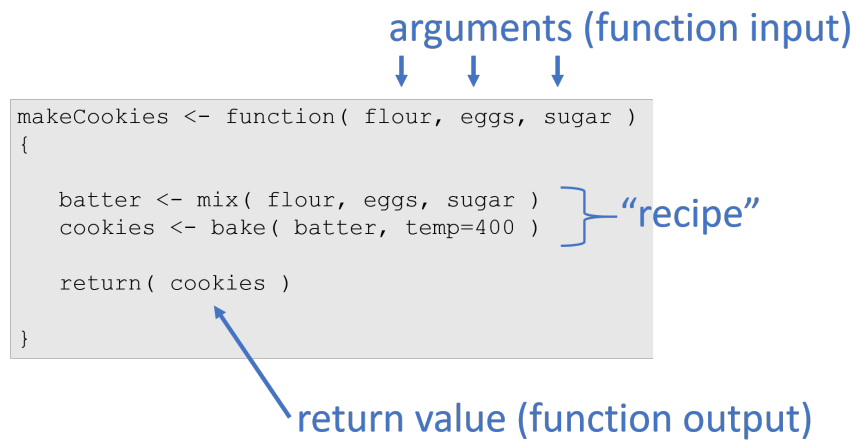 arguments (function input)
makeCookies <- function( flour, eggs, sugar )
{
batter <- mix( flour, eggs, sugar )
cookies <- bake( batter, temp=400 )
“recipe”
return( cookies )
}
return value (function output)